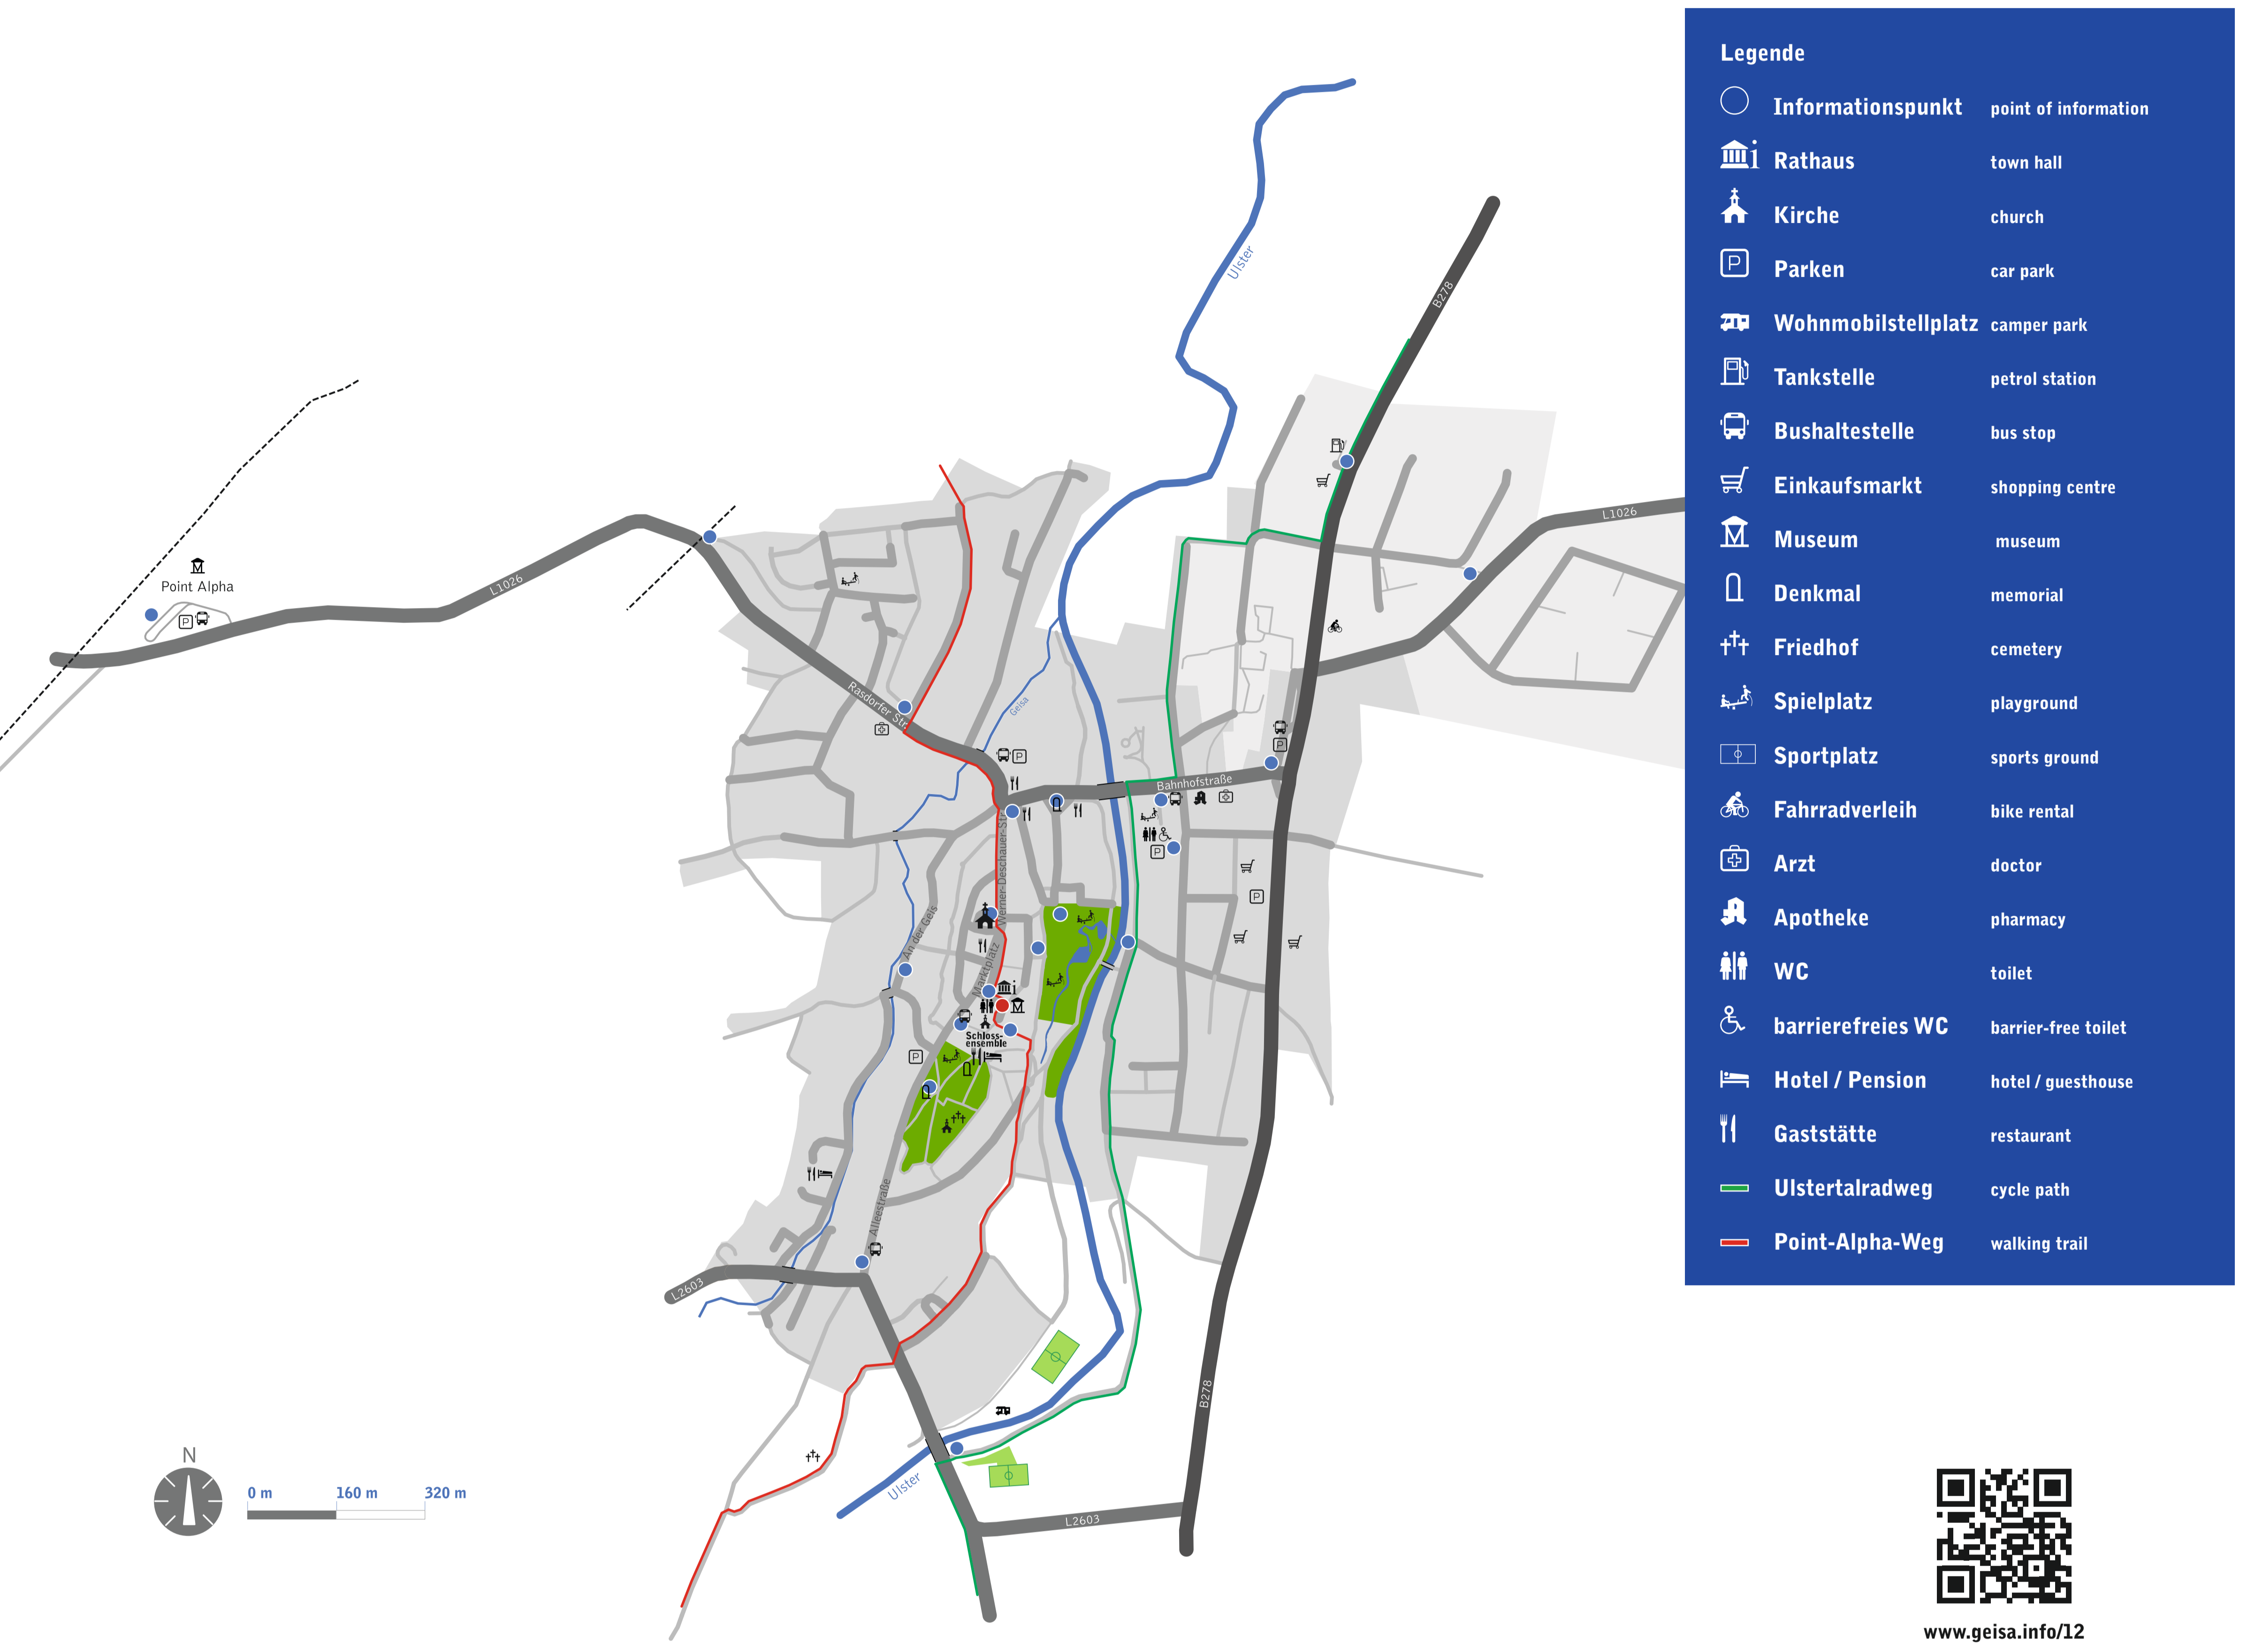 Legende
Informationspunkt point of information
Rathaus town hall
Kirche church
P Parken car park
Wohnmobilstellplatz camper park
Tankstelle petrol station
Bushaltestelle bus stop
Einkaufsmarkt shopping centre
M Museum museum
Denkmal memorial
Friedhof cemetery
Spielplatz playground
Sportplatz sports ground
Fahrradverleih bike rental
Arzt doctor
Apotheke pharmacy
WC toilet
barrierefreies WC barrier-free toilet
Hotel / Pension hotel / guesthouse
Gaststätte restaurant
Ulstertalradweg cycle path
Point-Alpha-Weg walking trail
Ulster
B278
L1026
Point Alpha
P
L1026
Rasdorfer Str.
Geisa
P
P
Bahnhofstraße
Werner-Deschauer-Str.
P
P
An der Geis
Marktplatz
i
M
Schloss-
ensemble
P
Alleestraße
L2603
B278
Ulster
L2603
N
0 m 160 m 320 m
www.geisa.info/12